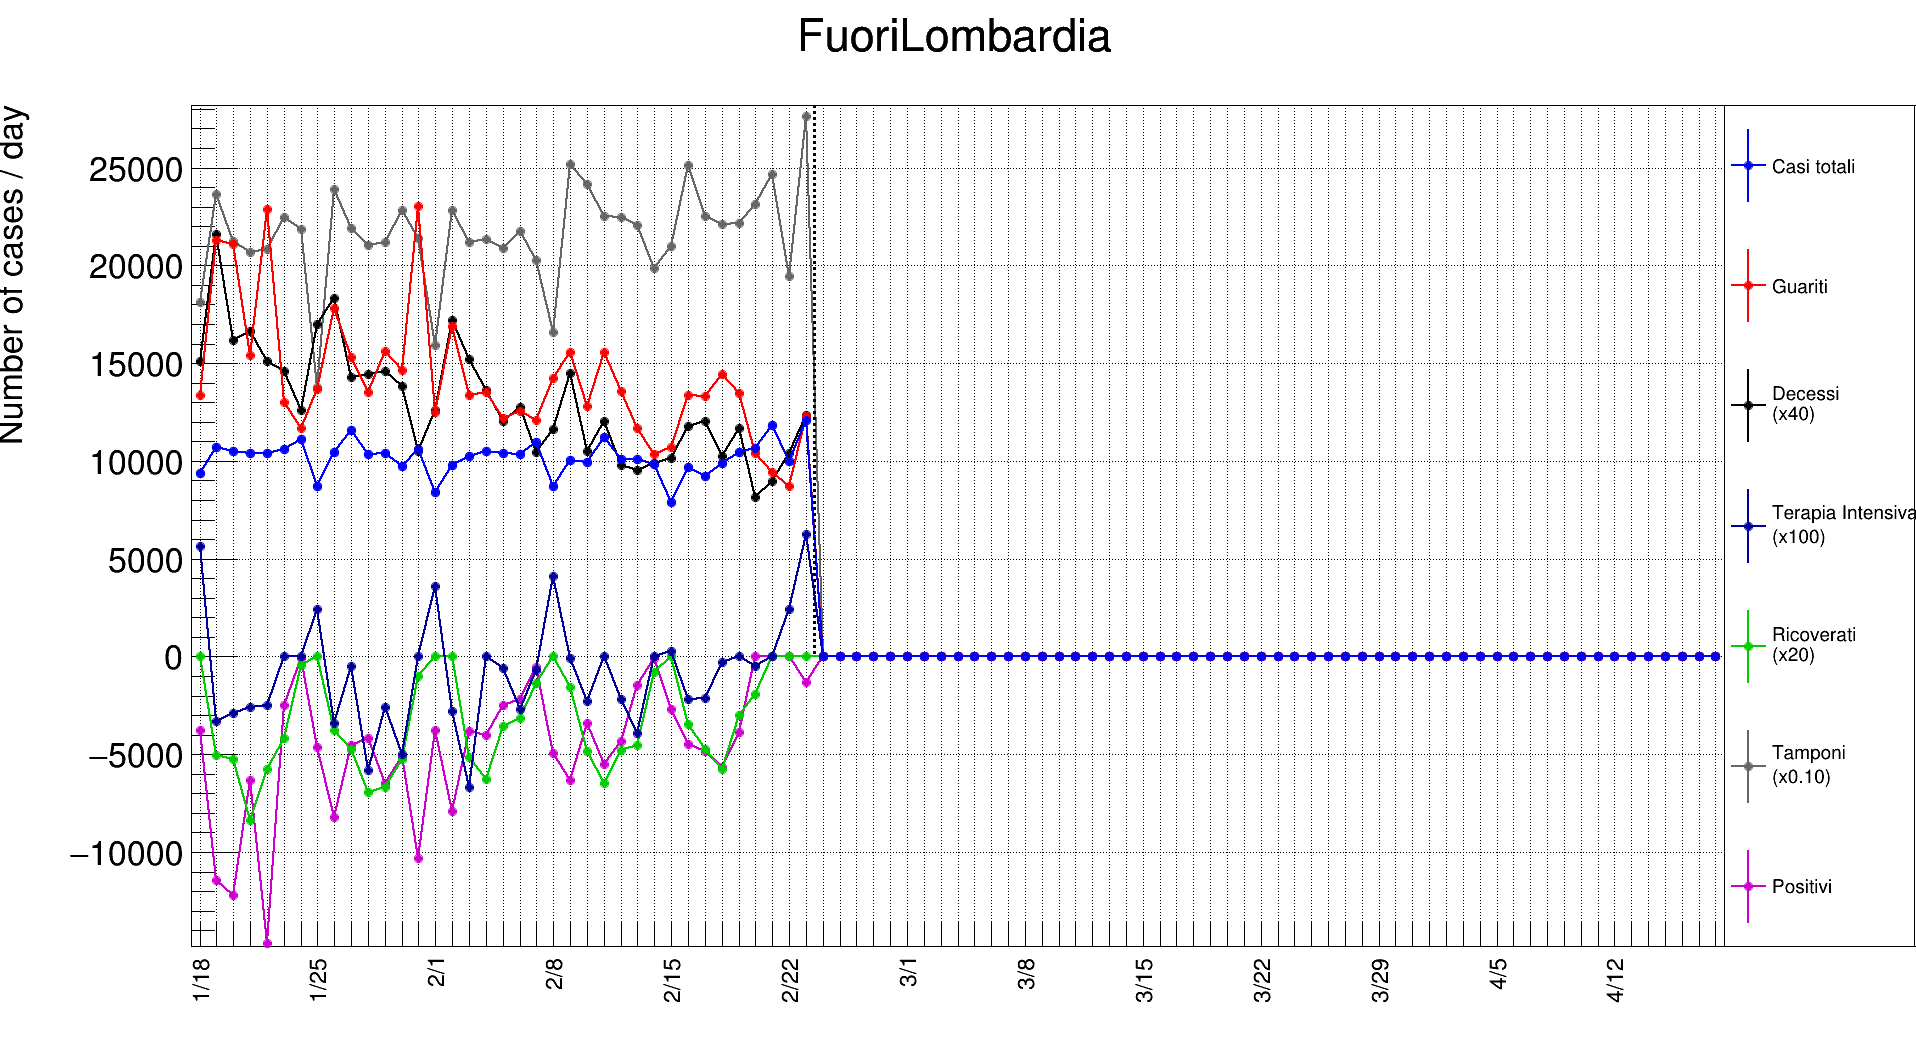 FuoriLombardia
Number of cases / day
25000
20000
15000
10000
5000
0
−5000
−10000
1/18
1/25
2/1
2/8
2/15
2/22
3/1
3/8
3/15
3/22
3/29
4/5
4/12
Casi totali
Guariti
Decessi
(x40)
Terapia Intensiva
(x100)
Ricoverati
(x20)
Tamponi
(x0.10)
Positivi